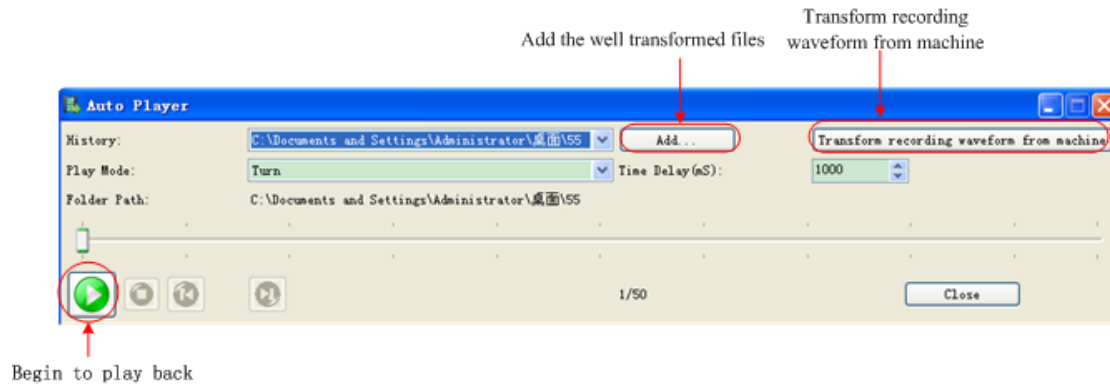 Transform recording
waveform from machine
Add the well transformed files
Auto Player
History:
C:\Documents and Settings\Administrator\桌面\55
Add...
Transform recording waveform from machine
Play Mode:
Turn
Time Delay(mS):
1000
Folder Path:
C:\Documents and Settings\Administrator\桌面\55
1/50
Close
Begin to play back